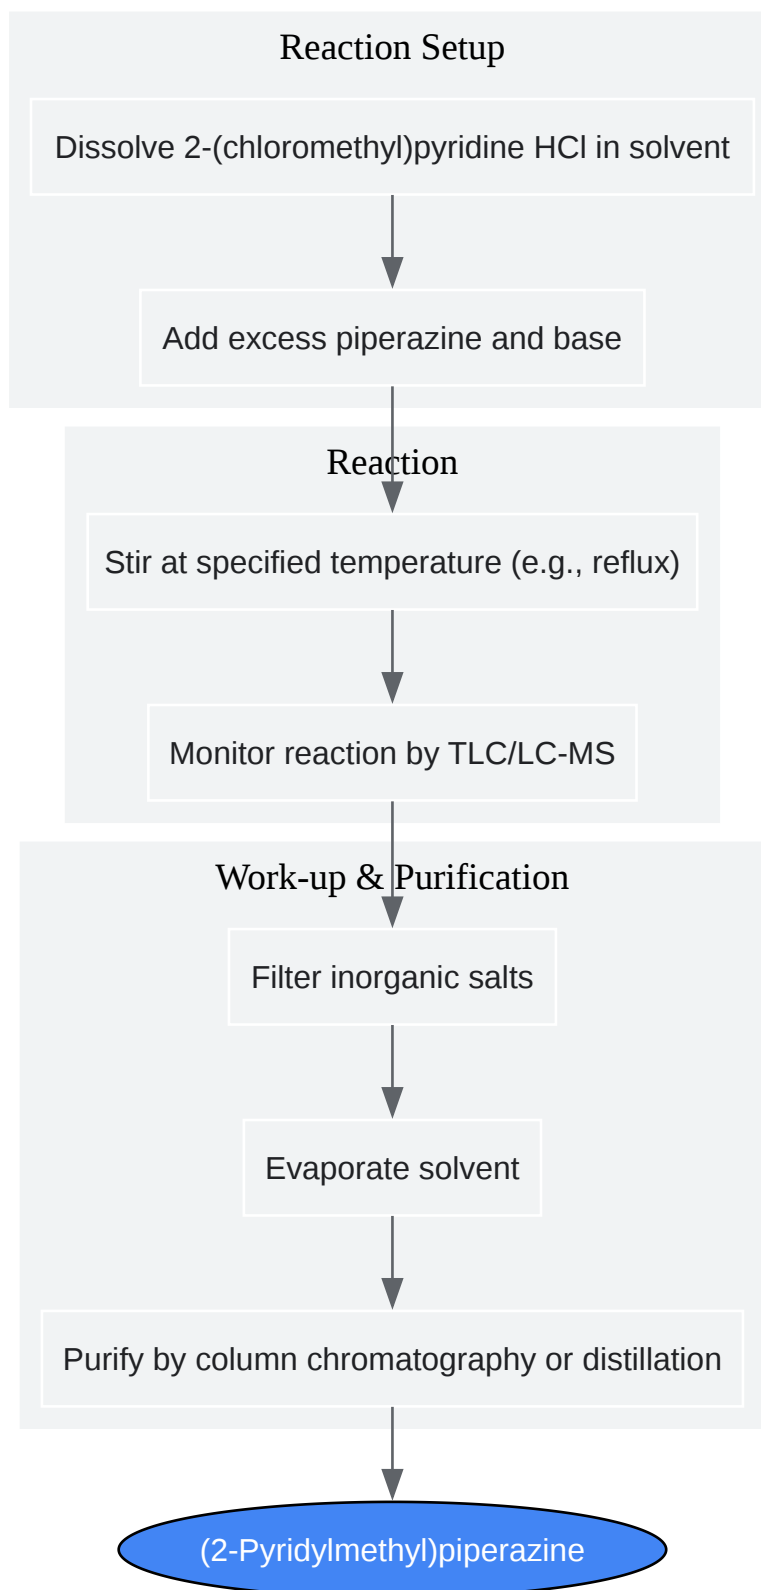 Reaction Setup
Dissolve 2-(chloromethyl)pyridine HCl in solvent
Add excess piperazine and base
Reaction
Stir at specified temperature (e.g., reflux)
Monitor reaction by TLC/LC-MS
Work-up & Purification
Filter inorganic salts
Evaporate solvent
Purify by column chromatography or distillation
(2-Pyridylmethyl)piperazine